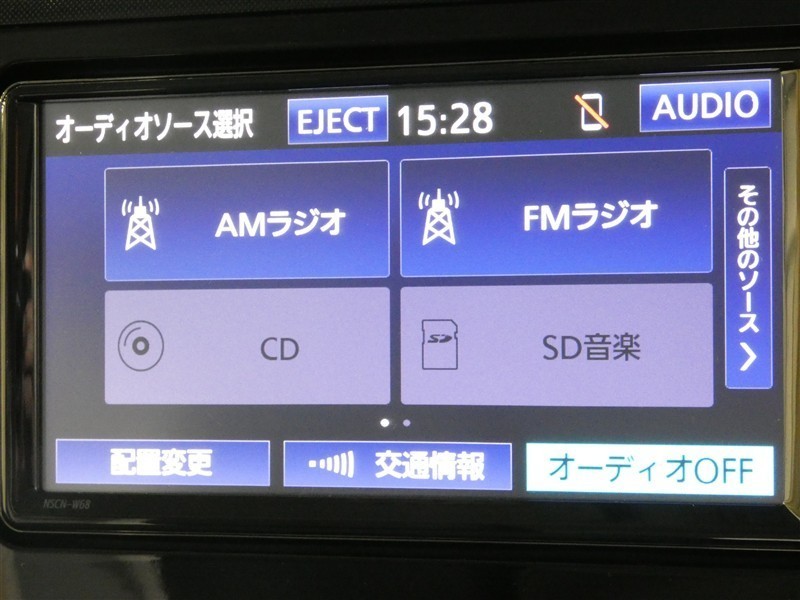 オーディオソース選択
EJECT
15:28
AUDIO
AMラジオ
FMラジオ
その他のソース
CD
SD
SD音楽
配置変更
交通情報
オーディオOFF
NSCN-W68